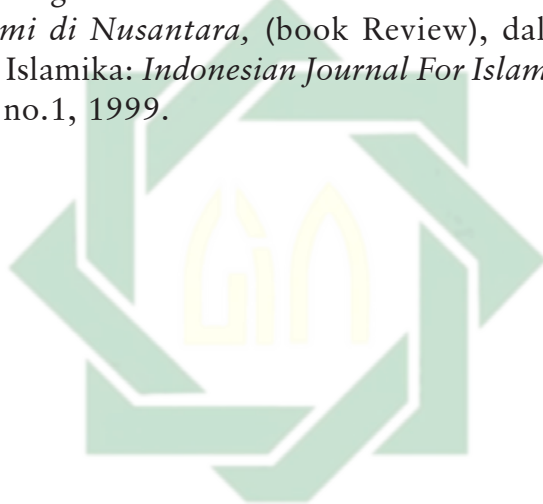 mi di Nusantara, (book Review), dal
Islamika: Indonesian Journal For Islam
no.1, 1999.